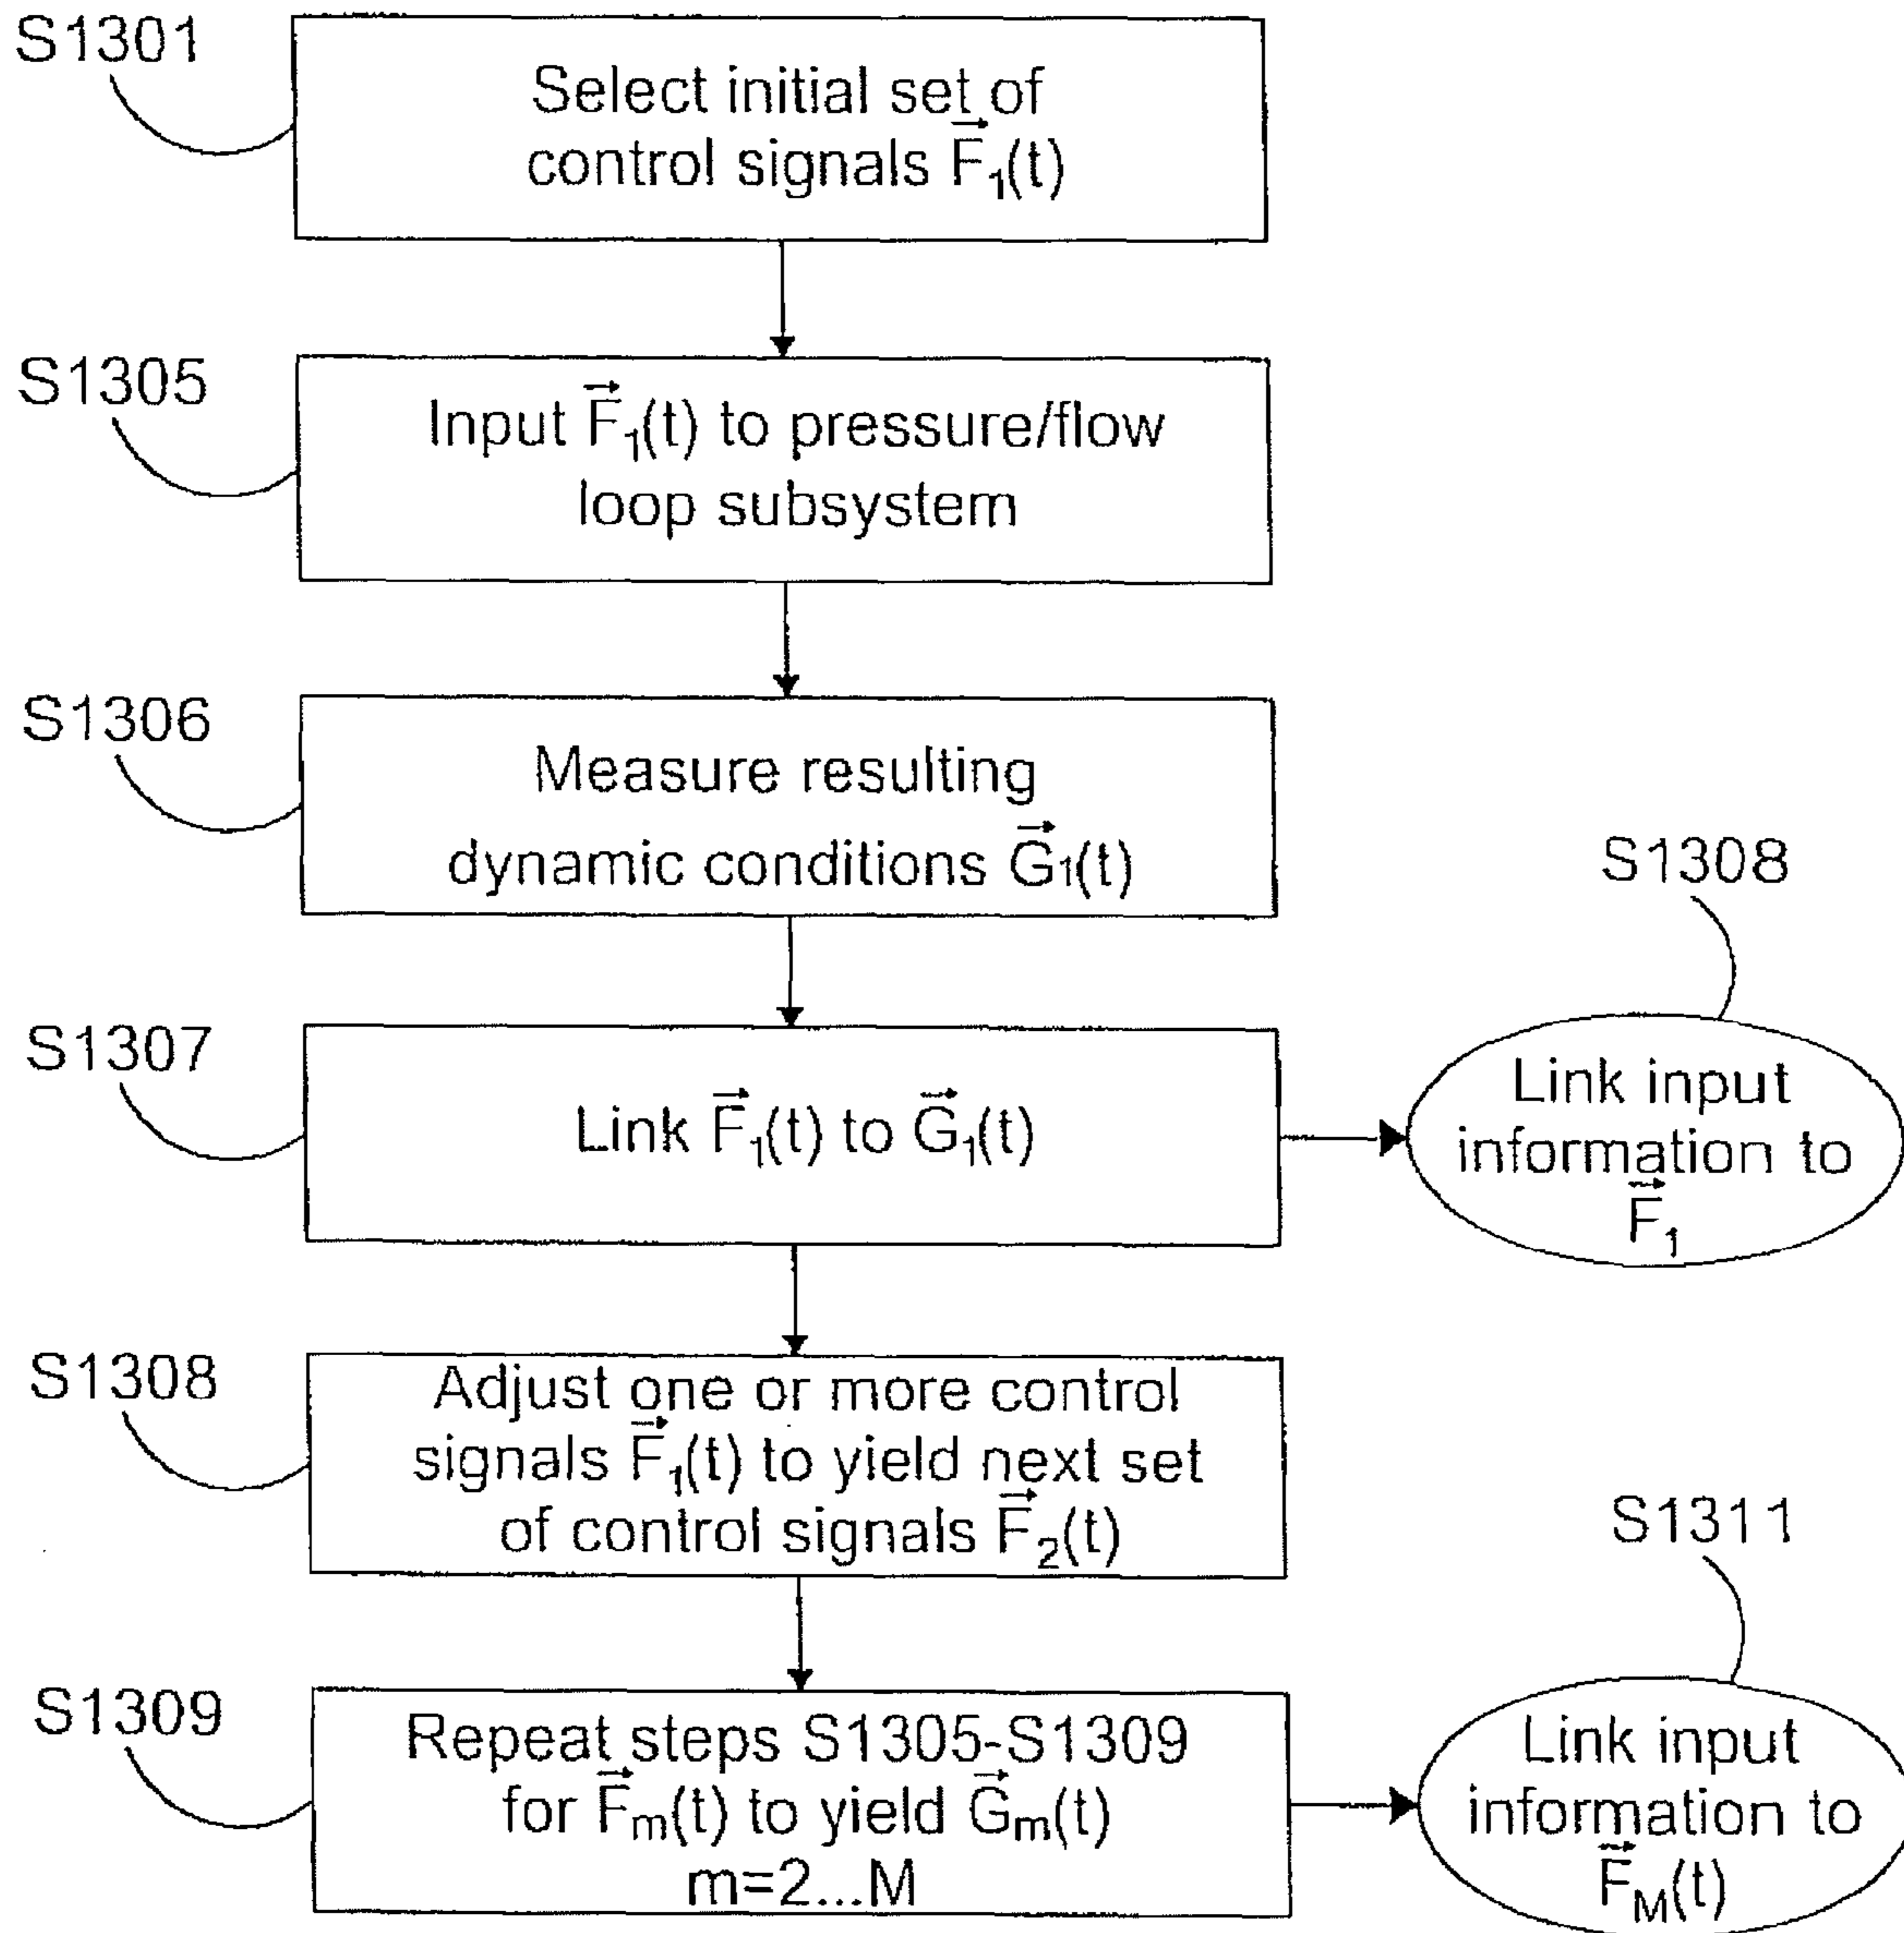 S1301
Select initial set of
control signals F⃗₁(t)
S1305
Input F⃗₁(t) to pressure/flow
loop subsystem
S1306
Measure resulting
dynamic conditions G⃗1(t)
S1308
S1307
Link F⃗₁(t) to G⃗₁(t)
Link input
information to
F⃗₁
S1308
Adjust one or more control
signals F⃗₁(t) to yield next set
of control signals F⃗₂(t)
S1311
S1309
Repeat steps S1305-S1309
for F⃗m(t) to yield G⃗m(t)
m=2...M
Link input
information to
F⃗M(t)